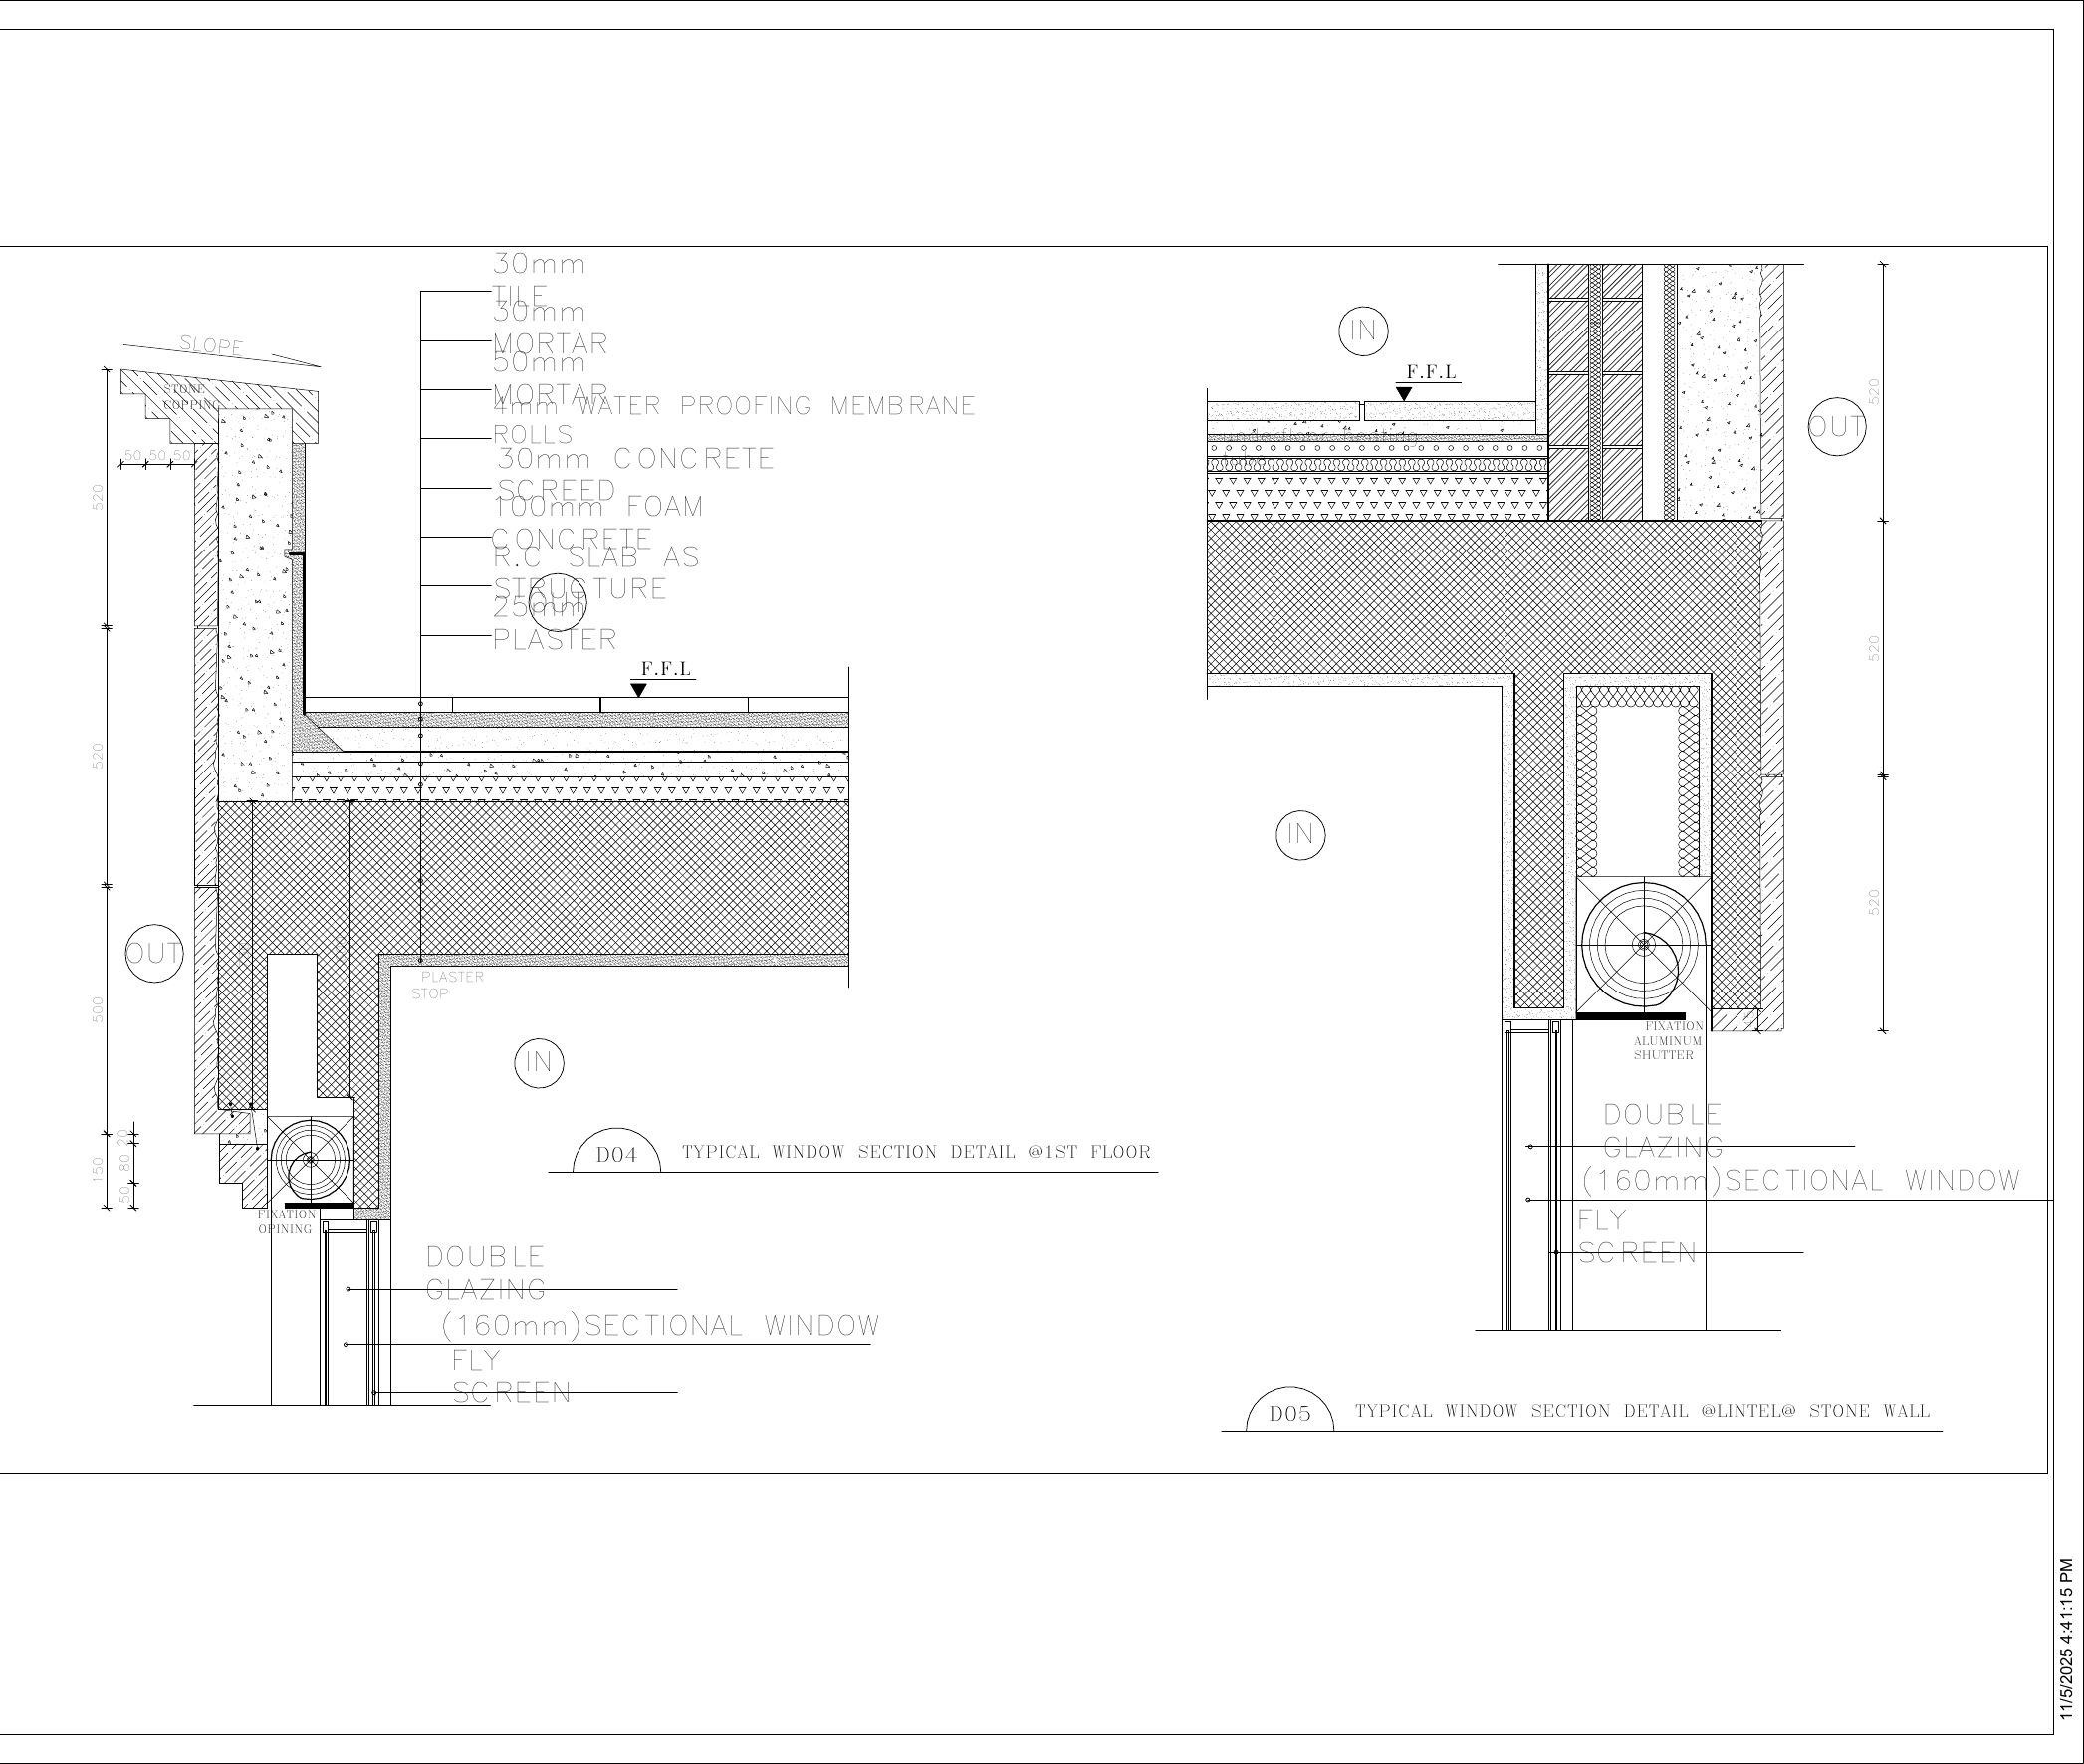 30mm
TILE
30mm
MORTAR
50mm
MORTAR
4mm WATER PROOFING MEMBRANE
ROLLS
30mm CONCRETE
SCREED
100mm FOAM
CONCRETE
R.C SLAB AS
STRUCTURE
25mm
PLASTER
OUT
F.F.L
SLOPE
STONE
COPPING
50 50 50
520
520
500
150
20
80
50
OUT
PLASTER
STOP
IN
FIXATION
OPINING
D04 TYPICAL WINDOW SECTION DETAIL @1ST FLOOR
DOUBLE
GLAZING
(160mm)SECTIONAL WINDOW
FLY
SCREEN
IN
F.F.L
OUT
520
520
520
IN
FIXATION
ALUMINUM
SHUTTER
DOUBLE
GLAZING
(160mm)SECTIONAL WINDOW
FLY
SCREEN
D05 TYPICAL WINDOW SECTION DETAIL @LINTEL@ STONE WALL
11/5/2025 4:41:15 PM